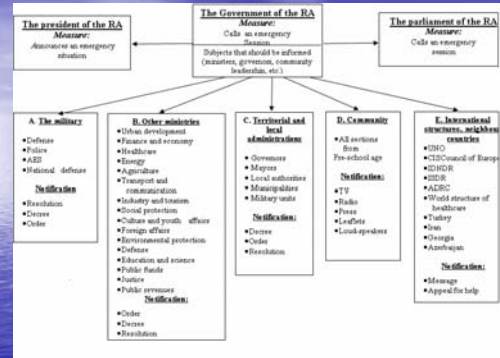 The president of the RA
Measure:
Announces an emergency
situation
The Government of the RA
Measure:
Calls an emergency
Session
Subjects that should be informed
(ministers, governors, community
leadership, etc.)
The parliament of the RA
Measure:
Calls an emergency
session.
A. The military
• Defense
• Police
• AES
• National defense
Notification
• Resolution
• Decree
• Order
B. Other ministries
• Urban development
• Finance and economy
• Healthcare
• Energy
• Agriculture
• Transport and
communication
• Industry and tourism
• Social protection
• Culture and youth affairs
• Foreign affairs
• Environmental protection
• Defense
• Education and science
• Public funds
• Justice
• Public revenues
Notification:
• Order
• Decree
• Resolution
C. Territorial and
local
administrations
• Governors
• Mayors
• Local authorities
• Municipalities
• Military units
Notification:
• Decree
• Order
• Resolution
D. Community
• All sections
from
Pre-school age
Notification:
• TV
• Radio
• Press
• Leaflets
• Loud-speakers
E. International
structures, neighbour
countries
• UNO
• CIS Council of Europe
• IDNDR
• ISDR
• ADRC
• World structure of
healthcare
• Turkey
• Iran
• Georgia
• Azerbaijan
Notification:
• Message
• Appeal for help